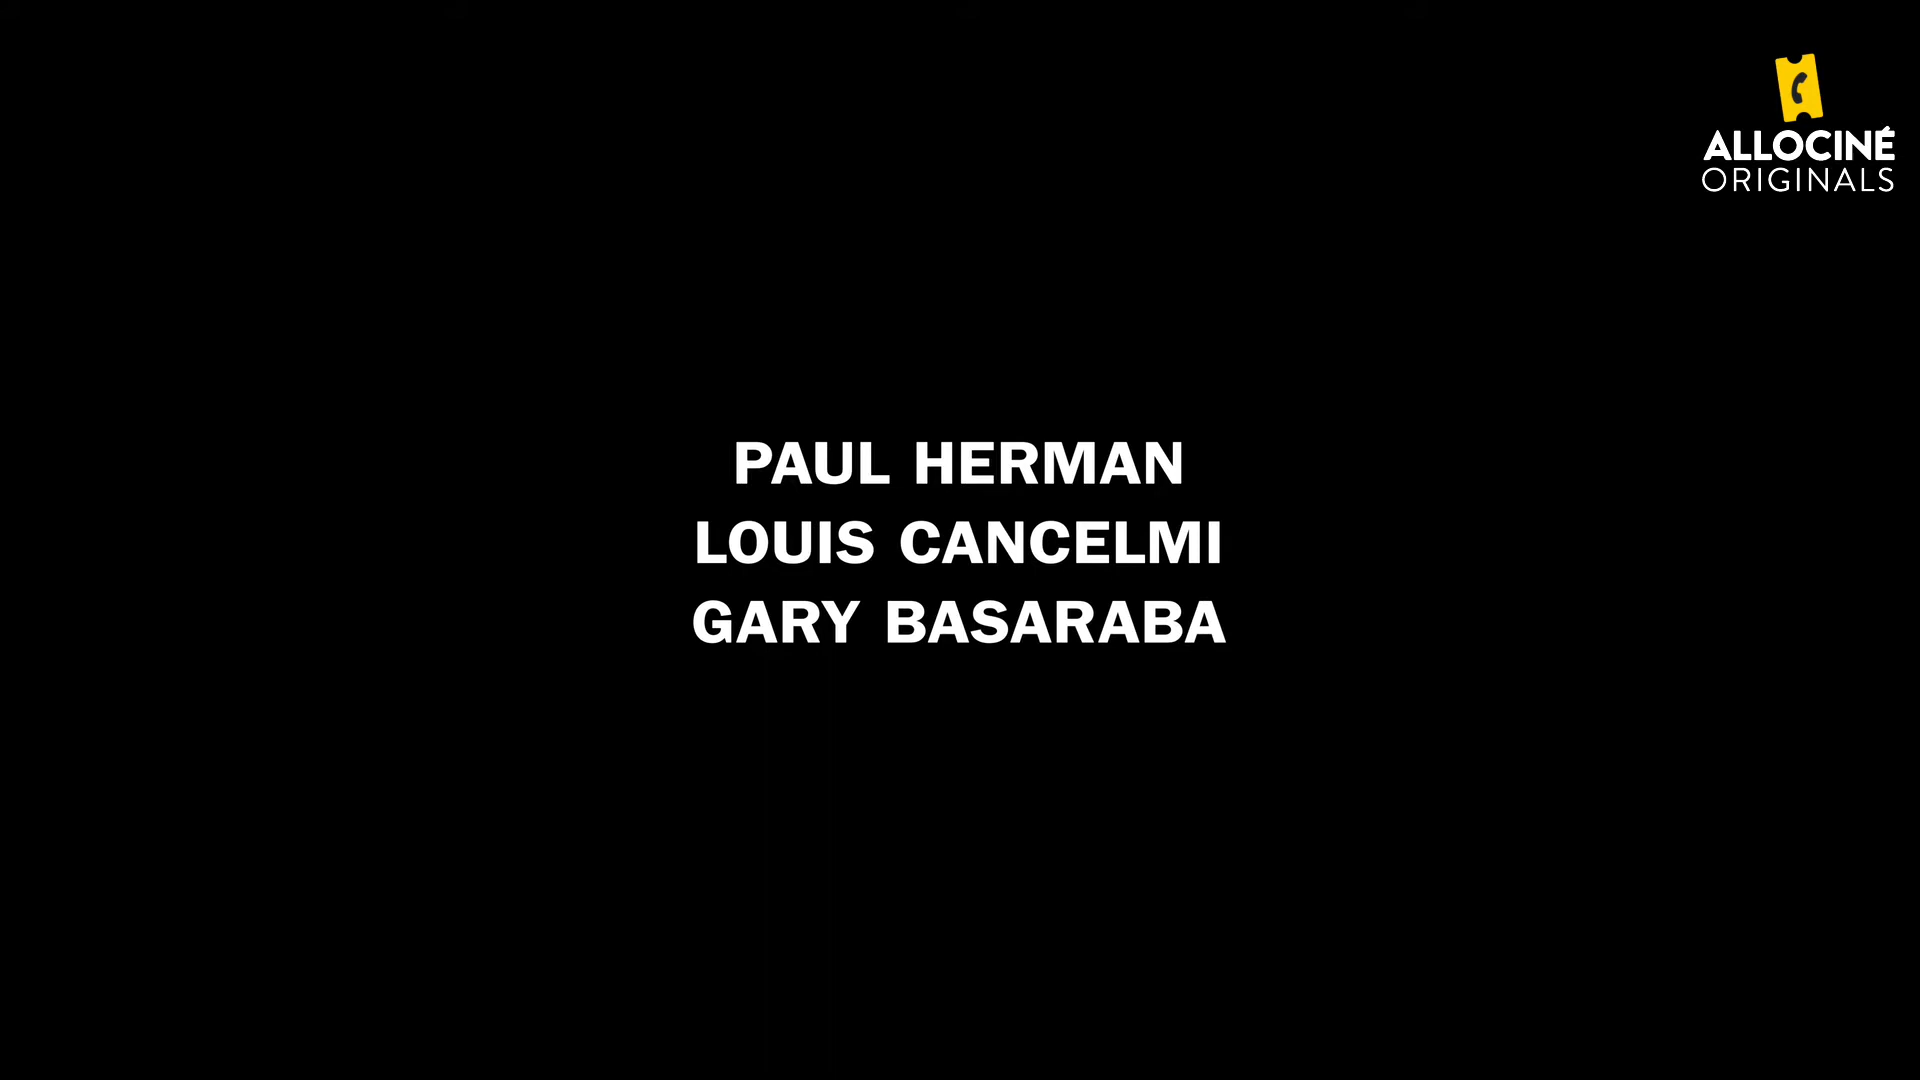 ALLOCINÉ
ORIGINALS
PAUL HERMAN
LOUIS CANCELMI
GARY BASARABA